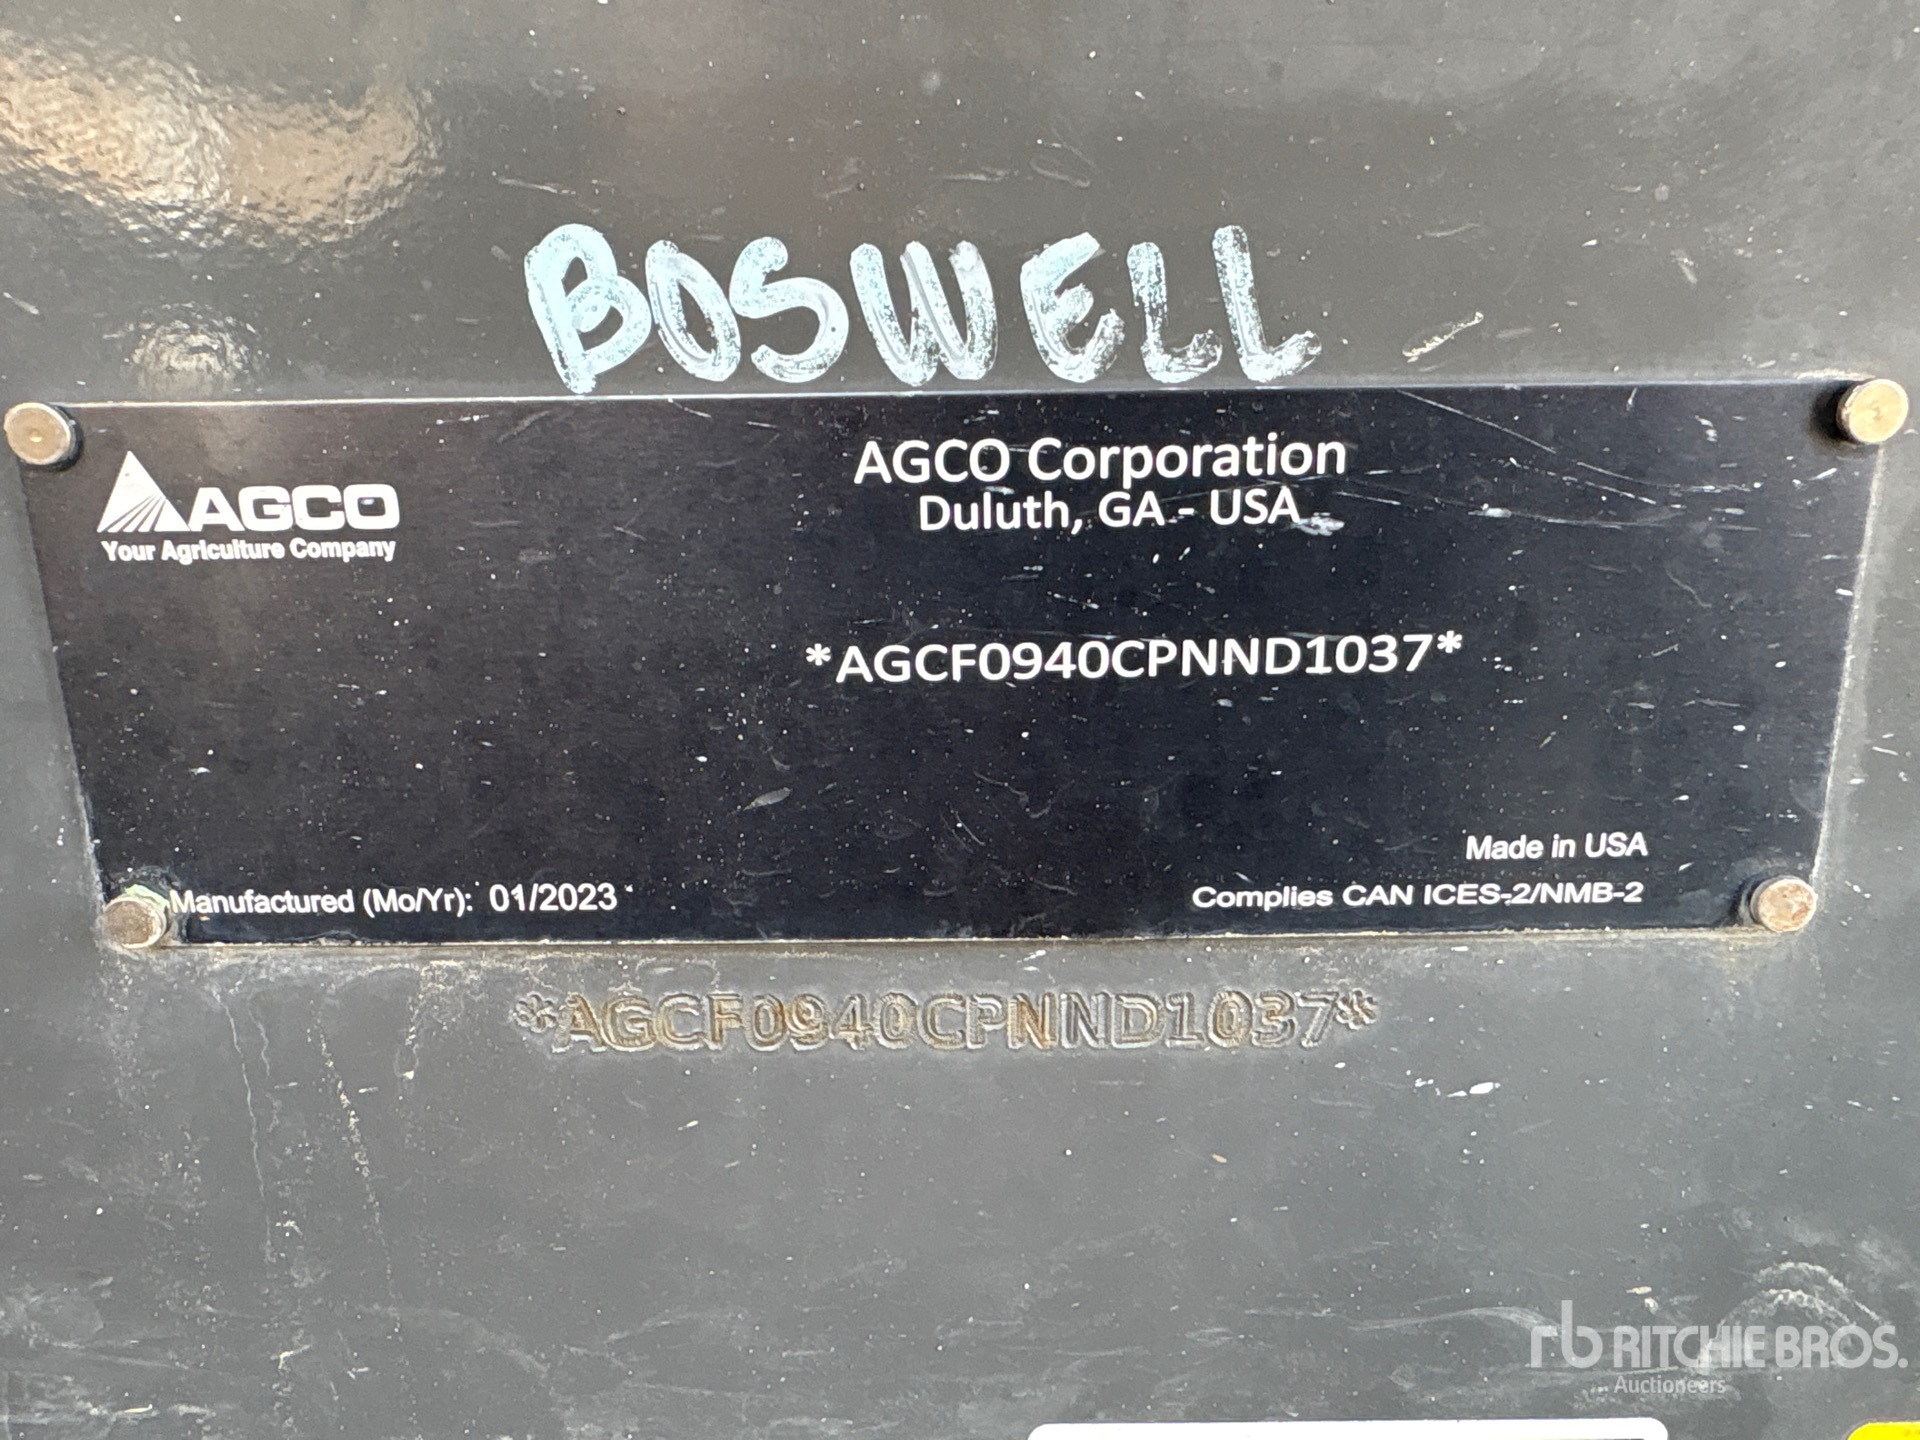 BOSWELL
AGCO
Your Agriculture Company
AGCO Corporation
Duluth, GA - USA
*AGCF0940CPNND1037*
Made in USA
Manufactured (Mo/Yr): 01/2023
Complies CAN ICES-2/NMB-2
*AGCF0940CPNND1037*
rb RITCHIE BROS.
Auctioneers